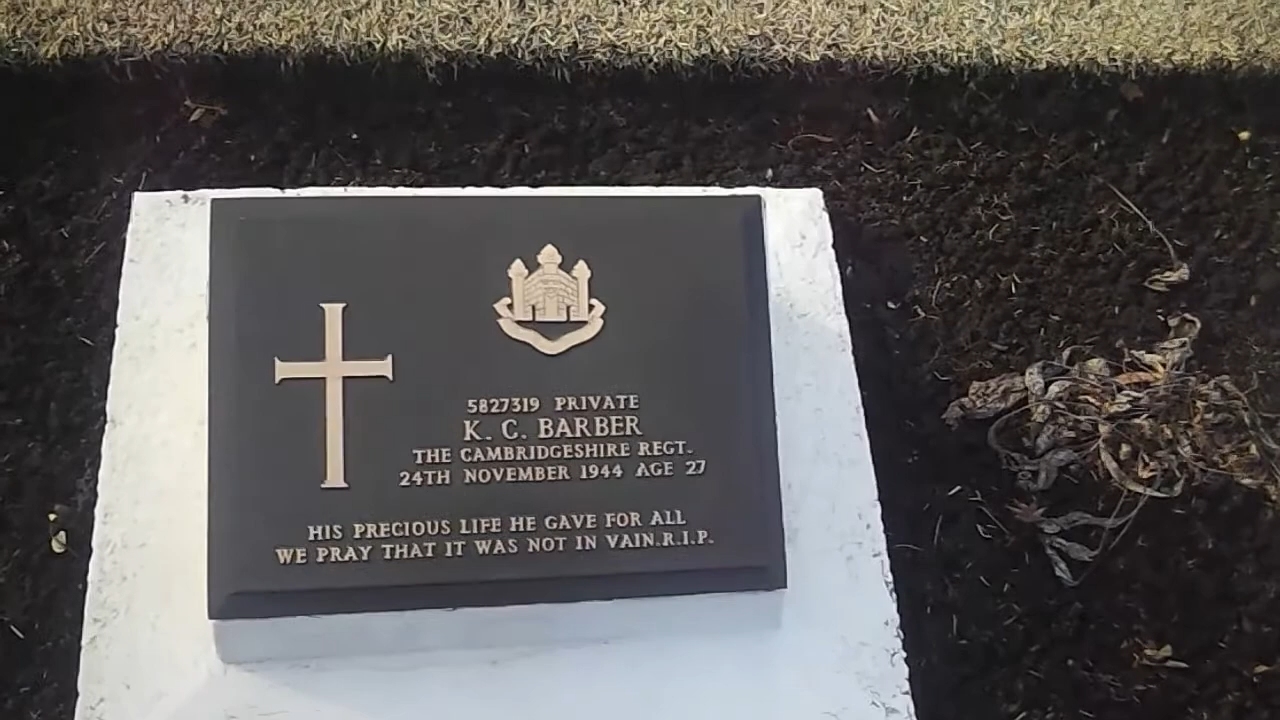 5827319 PRIVATE
K. C. BARBER
THE CAMBRIDGESHIRE REGT.
24TH NOVEMBER 1944 AGE 27
HIS PRECIOUS LIFE HE GAVE FOR ALL
WE PRAY THAT IT WAS NOT IN VAIN.R.I.P.